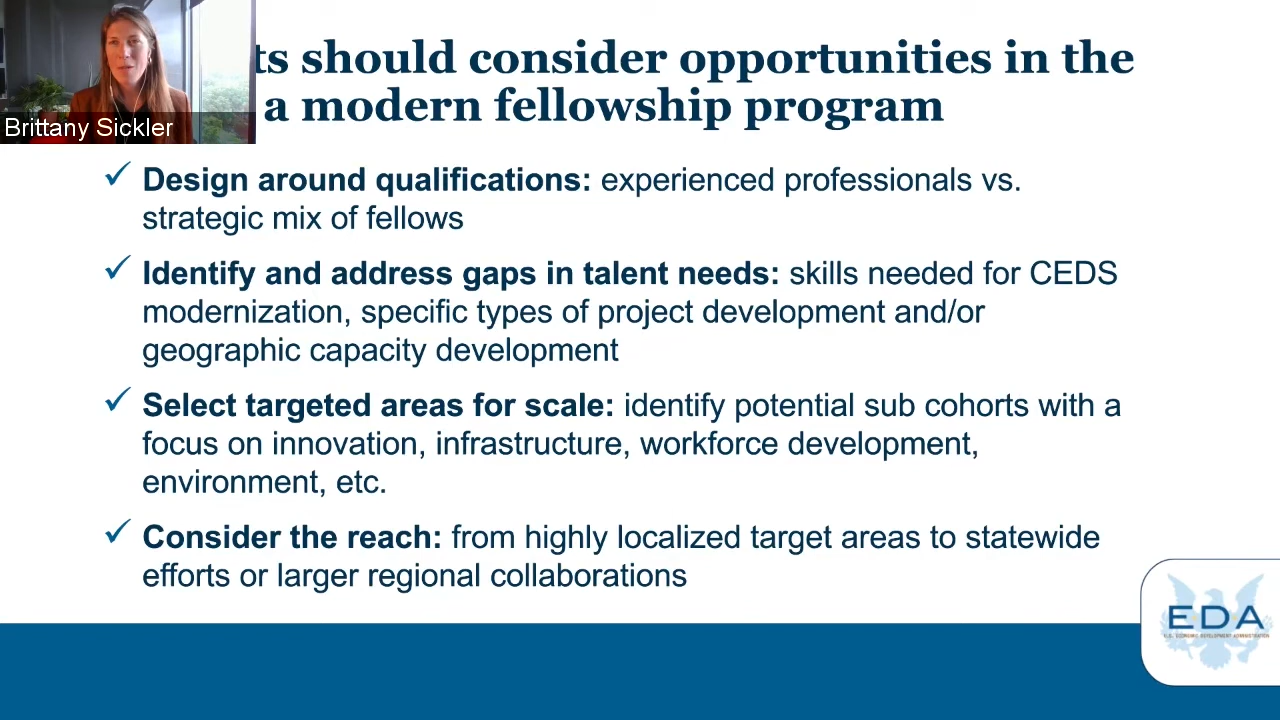 ts should consider opportunities in the
a modern fellowship program
Brittany Sickler
✓ Design around qualifications: experienced professionals vs.
strategic mix of fellows
✓ Identify and address gaps in talent needs: skills needed for CEDS
modernization, specific types of project development and/or
geographic capacity development
✓ Select targeted areas for scale: identify potential sub cohorts with a
focus on innovation, infrastructure, workforce development,
environment, etc.
✓ Consider the reach: from highly localized target areas to statewide
efforts or larger regional collaborations
EDA
U.S. ECONOMIC DEVELOPMENT ADMINISTRATION